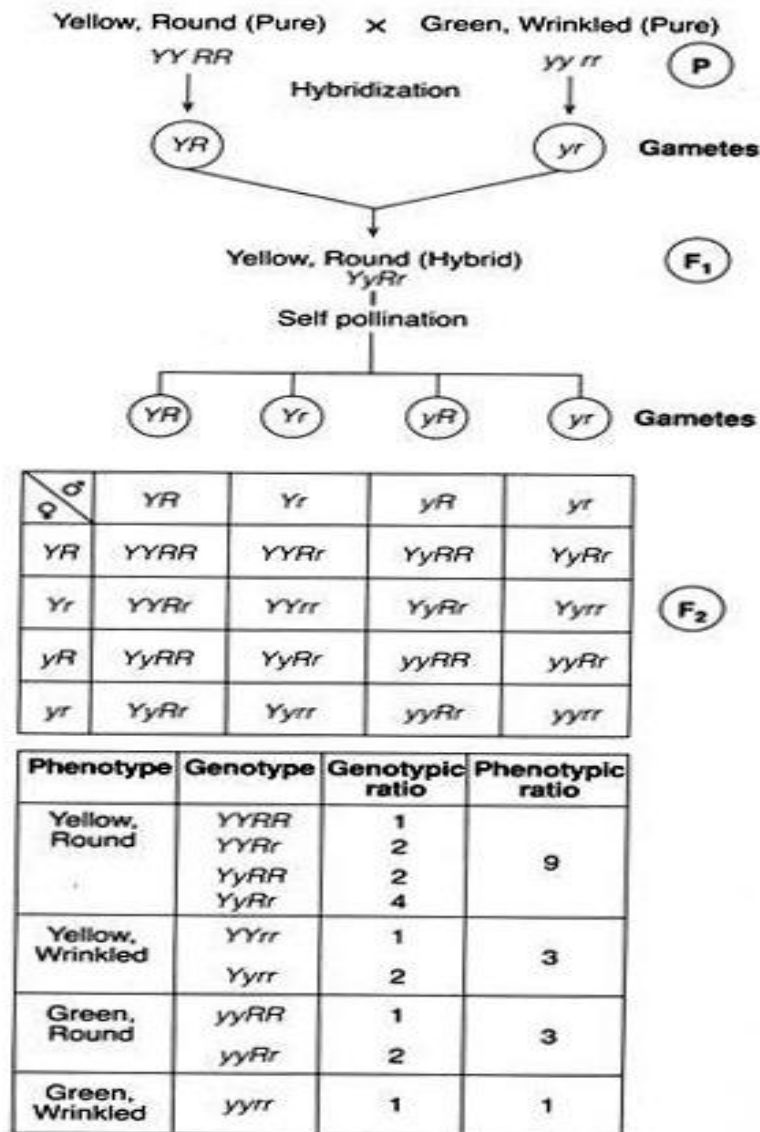 Yellow, Round (Pure) × Green, Wrinkled (Pure)
YY RR yy rr P
Hybridization
YR yr Gametes
Yellow, Round (Hybrid) F₁
YyRr
Self pollination
YR Yr yR yr Gametes
♂ ♀ YR Yr yR yr
YR YYRR YYRr YyRR YyRr
Yr YYRr YYrr YyRr Yyrr F₂
yR YyRR YyRr yyRR yyRr
yr YyRr Yyrr yyRr yyrr
Phenotype Genotype Genotypic ratio Phenotypic ratio
Yellow, Round YYRR 1 9
YYRr 2
YyRR 2
YyRr 4
Yellow, Wrinkled YYrr 1 3
Yyrr 2
Green, Round yyRR 1 3
yyRr 2
Green, Wrinkled yyrr 1 1